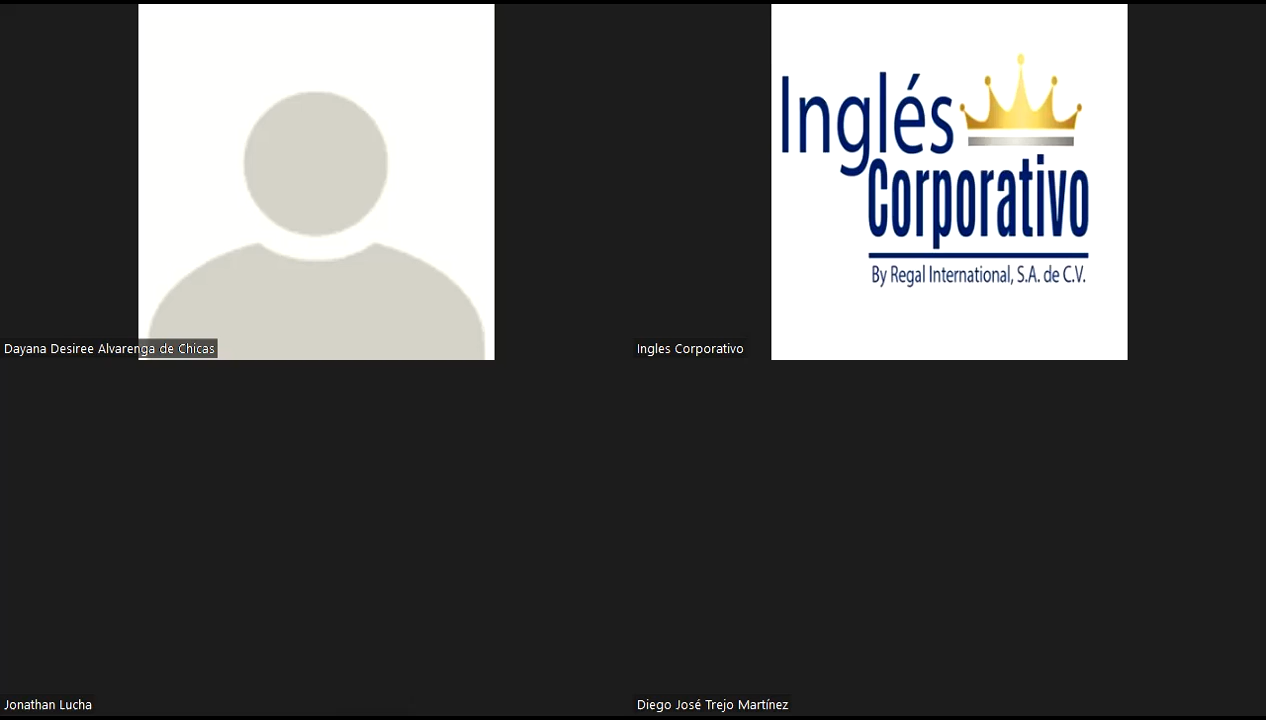 Inglés
Corporativo
By Regal International, S.A. de C.V.
Dayana Desiree Alvarenga de Chicas
Ingles Corporativo
Jonathan Lucha
Diego José Trejo Martínez